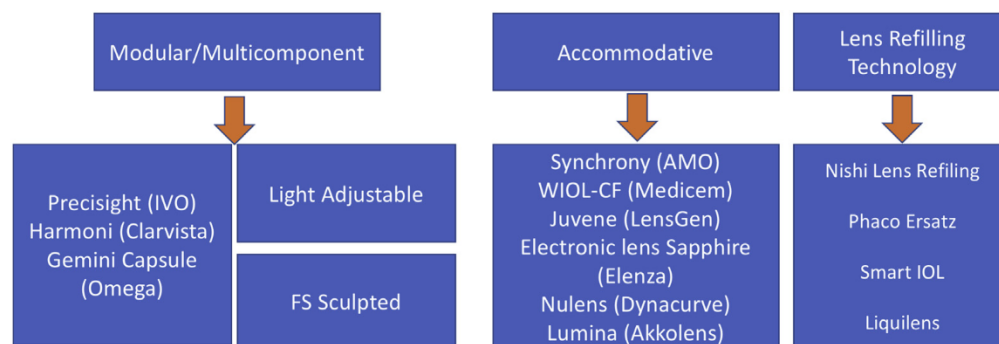 Modular/Multicomponent
Accommodative
Lens Refilling
Technology
Precisight (IVO)
Harmoni (Clarvista)
Gemini Capsule
(Omega)
Light Adjustable
FS Sculpted
Synchrony (AMO)
WIOL-CF (Medicem)
Juvene (LensGen)
Electronic lens Sapphire
(Elenza)
Nulens (Dynacurve)
Lumina (Akkolens)
Nishi Lens Refiling
Phaco Ersatz
Smart IOL
Liquilens